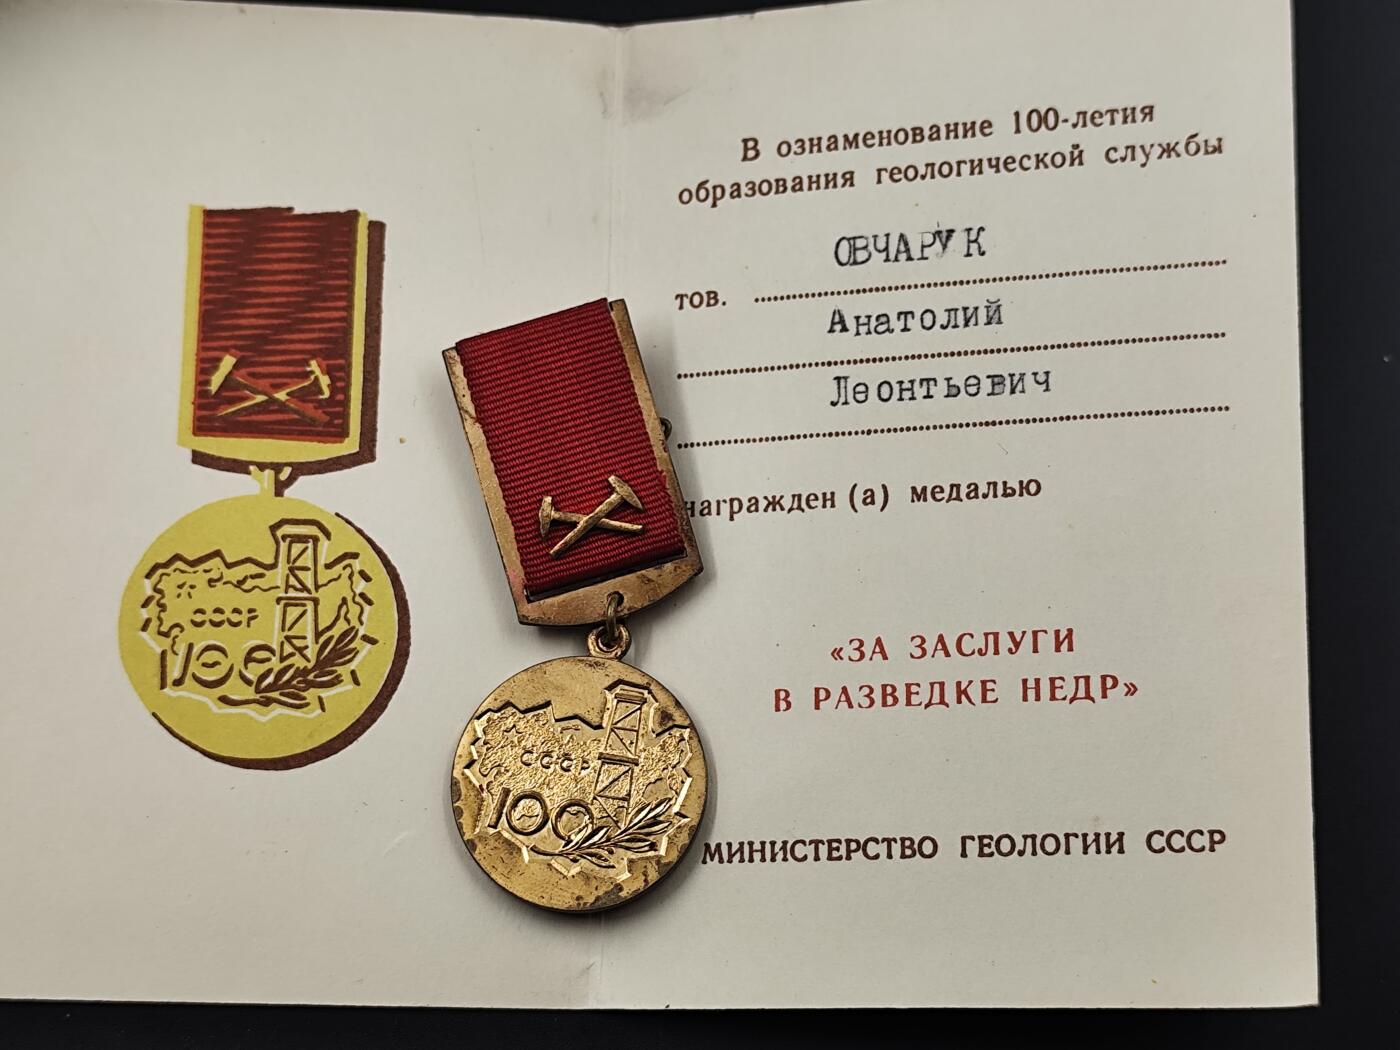 В ознаменование 100-летия
образования геологической службы
тов. ОВЧАРУК
Анатолий
Леонтьевич
награжден (а) медалью
«ЗА ЗАСЛУГИ
В РАЗВЕДКЕ НЕДР»
МИНИСТЕРСТВО ГЕОЛОГИИ СССР
СССР
100
СССР
100